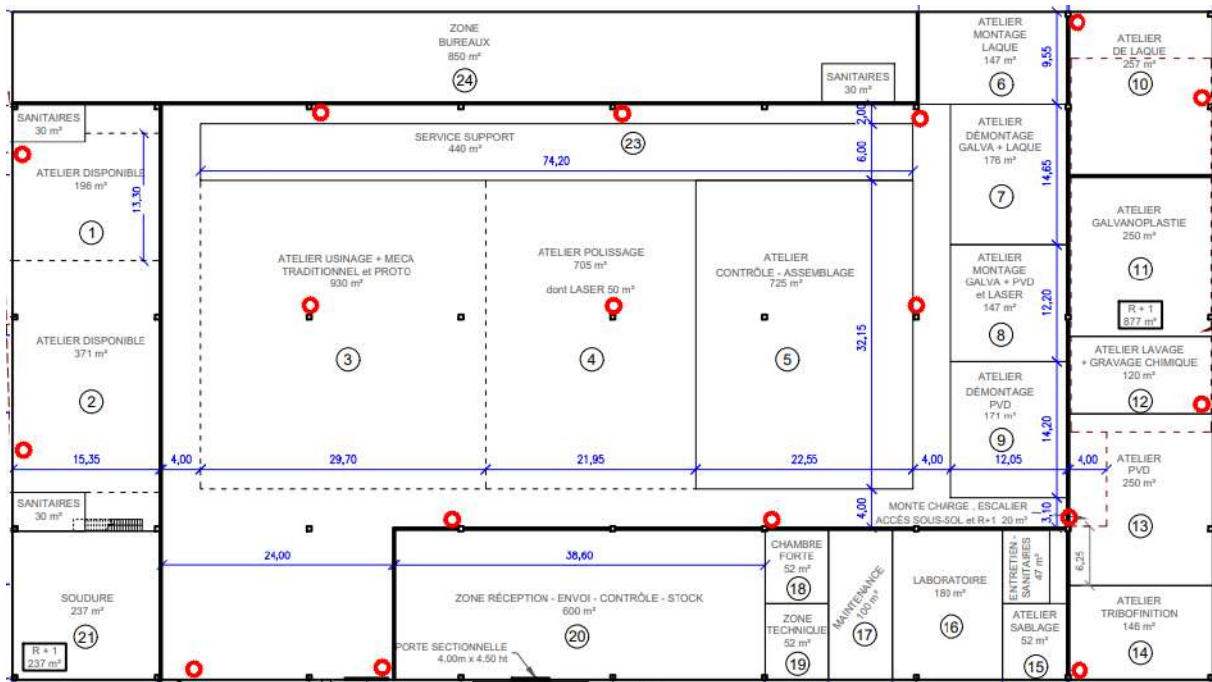 ZONE
BUREAUX
850 m²
24
SANITAIRES
30 m²
ATELIER
MONTAGE
LAQUE
147 m²
6
9,55
ATELIER
DE LAQUE
257 m²
10
SANITAIRES
30 m²
ATELIER DISPONIBLE
196 m²
13,30
1
SERVICE SUPPORT
440 m²
23
74,20
2,00
6,00
ATELIER
DÉMONTAGE
GALVA + LAQUE
176 m²
7
14,65
ATELIER
GALVANOPLASTIE
250 m²
11
R + 1
877 m²
ATELIER USINAGE + MECA
TRADITIONNEL et PROTO
930 m²
3
ATELIER POLISSAGE
705 m²
dont LASER 50 m²
4
ATELIER
CONTRÔLE - ASSEMBLAGE
725 m²
5
32,15
ATELIER
MONTAGE
GALVA + PVD
et LASER
147 m²
8
12,20
ATELIER DISPONIBLE
371 m²
2
ATELIER LAVAGE
+ GRAVAGE CHIMIQUE
120 m²
12
ATELIER
DÉMONTAGE
PVD
171 m²
9
14,20
15,35
4,00
29,70
21,95
22,55
4,00
12,05
4,00
ATELIER
PVD
250 m²
13
SANITAIRES
30 m²
4,00
MONTE CHARGE , ESCALIER
ACCÈS SOUS-SOL et R+1 20 m²
3,10
6,25
24,00
38,60
SOUDURE
237 m²
21
R + 1
237 m²
ZONE RÉCEPTION - ENVOI - CONTRÔLE - STOCK
600 m²
20
PORTE SECTIONNELLE
4.00m x 4.50 ht
CHAMBRE
FORTE
52 m²
18
ZONE
TECHNIQUE
52 m²
19
MAINTENANCE
100 m²
17
LABORATOIRE
180 m²
16
ENTRETIEN -
SANITAIRES
47 m²
ATELIER
SABLAGE
52 m²
15
ATELIER
TRIBOFINITION
146 m²
14